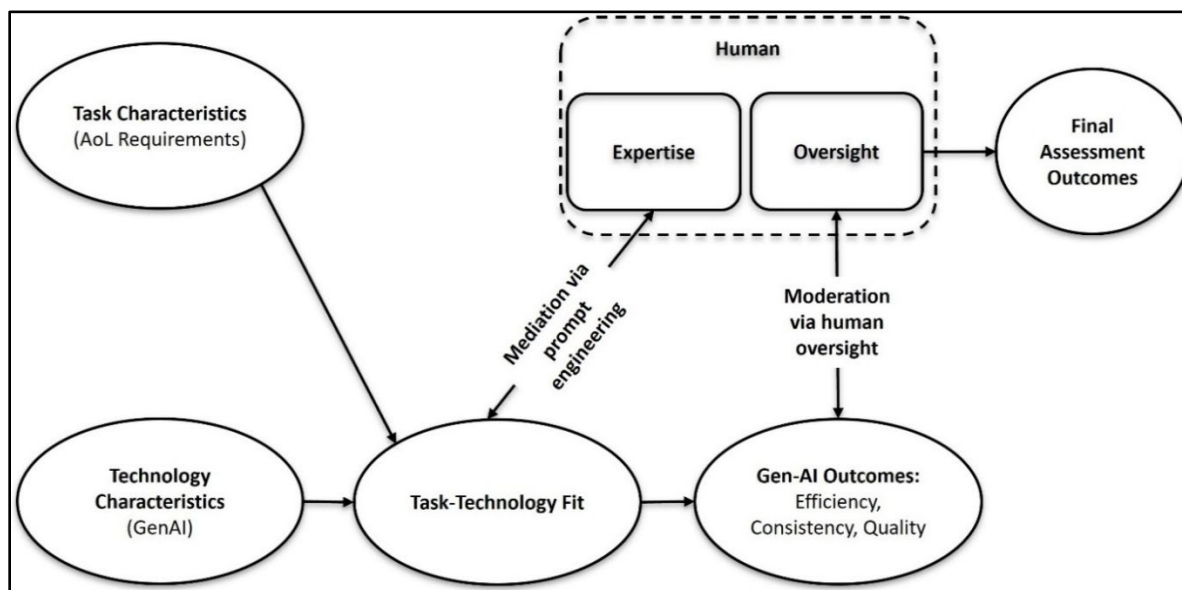 Human
Task Characteristics
(AoL Requirements)
Expertise
Oversight
Final
Assessment
Outcomes
Mediation via
prompt
engineering
Moderation
via human
oversight
Technology
Characteristics
(GenAI)
Task-Technology Fit
Gen-AI Outcomes:
Efficiency,
Consistency, Quality